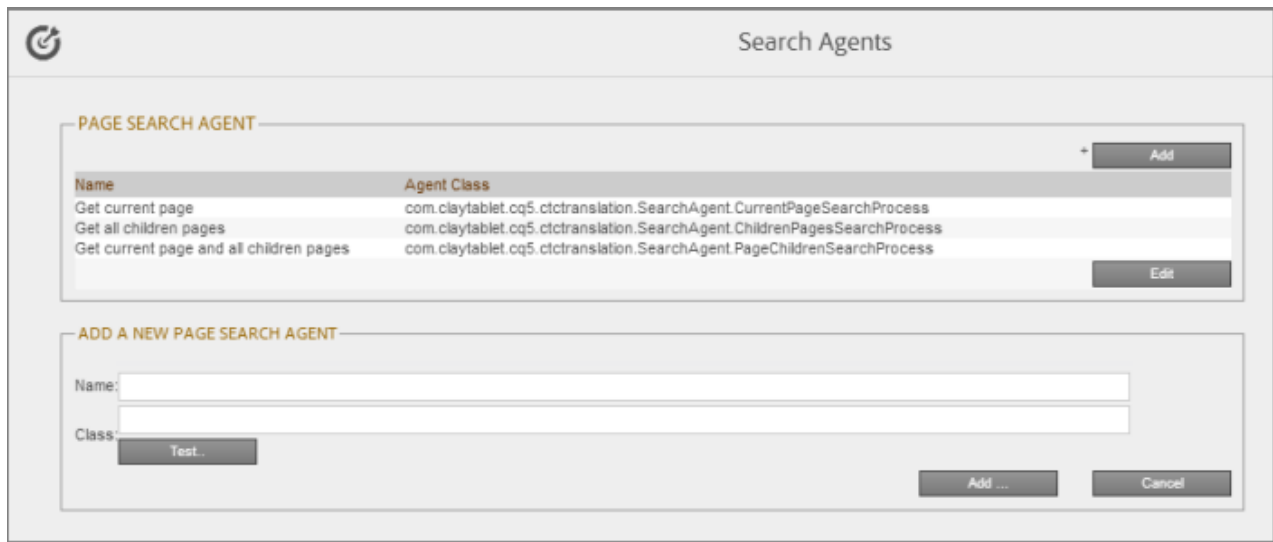 Search Agents
PAGE SEARCH AGENT
+ Add
Name Agent Class
Get current page com.claytablet.cq5.ctctranslation.SearchAgent.CurrentPageSearchProcess
Get all children pages com.claytablet.cq5.ctctranslation.SearchAgent.ChildrenPagesSearchProcess
Get current page and all children pages com.claytablet.cq5.ctctranslation.SearchAgent.PageChildrenSearchProcess
Edit
ADD A NEW PAGE SEARCH AGENT
Name:
Class:
Test..
Add ... Cancel